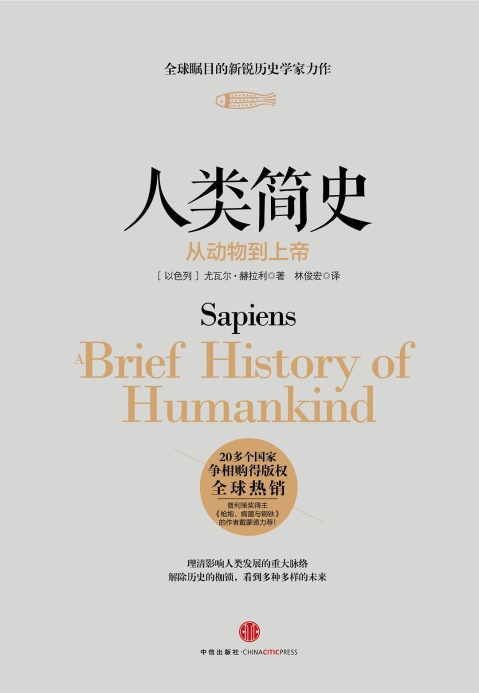 全球瞩目的新锐历史学家力作
人类简史
从动物到上帝
［以色列］尤瓦尔·赫拉利◎著 林俊宏◎译
Sapiens
A Brief History of
Humankind
20多个国家
争相购得版权
全球热销
普利策奖得主
《枪炮、病菌与钢铁》
的作者戴蒙德力荐！
理清影响人类发展的重大脉络
解除历史的枷锁，看到多种多样的未来
中信出版社·CHINACITICPRESS